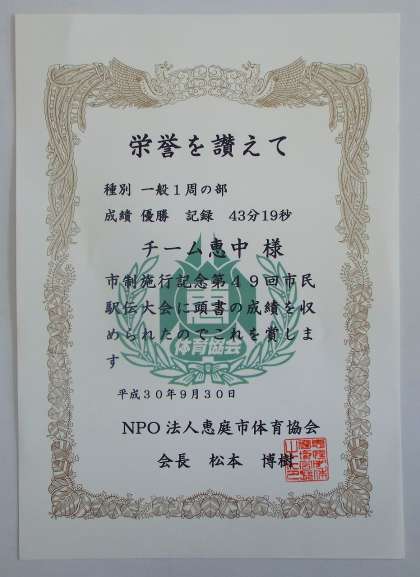 栄誉を讃えて
種別 一般1周の部
成績 優勝 記録 43分19秒
チーム恵中 様
市制施行記念第49回市民
駅伝大会に頭書の成績を収
められたのでこれを賞しま
す
体育協会
平成30年9月30日
NPO法人恵庭市体育協会
会長 松本 博樹